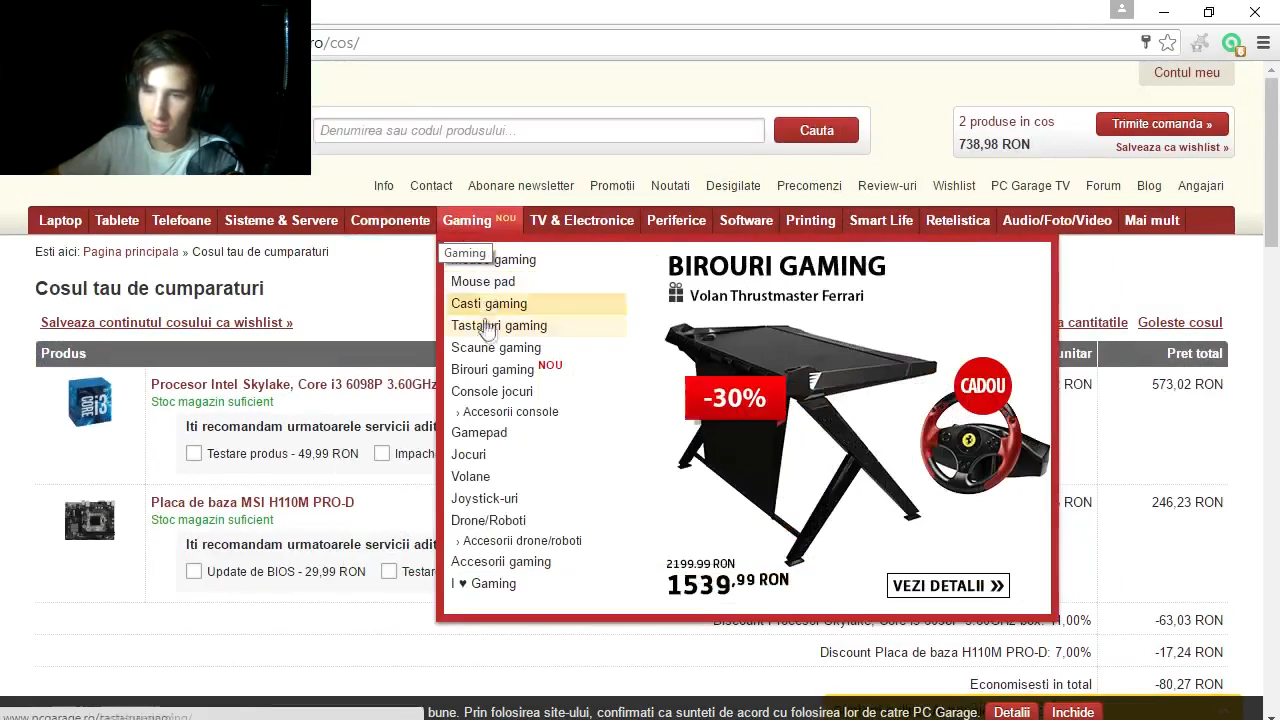 ro/cos/
Contul meu
Denumirea sau codul produsului...
Cauta
2 produse in cos
738,98 RON
Trimite comanda »
Salveaza ca wishlist »
Info Contact Abonare newsletter Promotii Noutati Desigilate Precomenzi Review-uri Wishlist PC Garage TV Forum Blog Angajari
Laptop Tablete Telefoane Sisteme & Servere Componente Gaming NOU TV & Electronice Periferice Software Printing Smart Life Retelistica Audio/Foto/Video Mai mult
Esti aici: Pagina principala » Cosul tau de cumparaturi
Cosul tau de cumparaturi
Salveaza continutul cosului ca wishlist »
a cantitatile Goleste cosul
Produs
unitar Pret total
Procesor Intel Skylake, Core i3 6098P 3.60GHz
Stoc magazin suficient
Iti recomandam urmatoarele servicii adit
Testare produs - 49,99 RON Impach
RON 573,02 RON
Placa de baza MSI H110M PRO-D
Stoc magazin suficient
Iti recomandam urmatoarele servicii adit
Update de BIOS - 29,99 RON Testar
RON 246,23 RON
Gaming
gaming
Mouse pad
Casti gaming
Tastaturi gaming
Scaune gaming
Birouri gaming NOU
Console jocuri
› Accesorii console
Gamepad
Jocuri
Volane
Joystick-uri
Drone/Roboti
› Accesorii drone/roboti
Accesorii gaming
I ♥ Gaming
BIROURI GAMING
Volan Thrustmaster Ferrari
-30%
CADOU
2199.99 RON
1539,99 RON
VEZI DETALII »
Discount Procesor Skylake, Core i3 6098P 3.60GHz box: 11,00% -63,03 RON
Discount Placa de baza H110M PRO-D: 7,00% -17,24 RON
Economisesti in total -80,27 RON
bune. Prin folosirea site-ului, confirmati ca sunteti de acord cu folosirea lor de catre PC Garage. Detalii Inchide
www.pcgarage.ro/tastaturi-gaming/